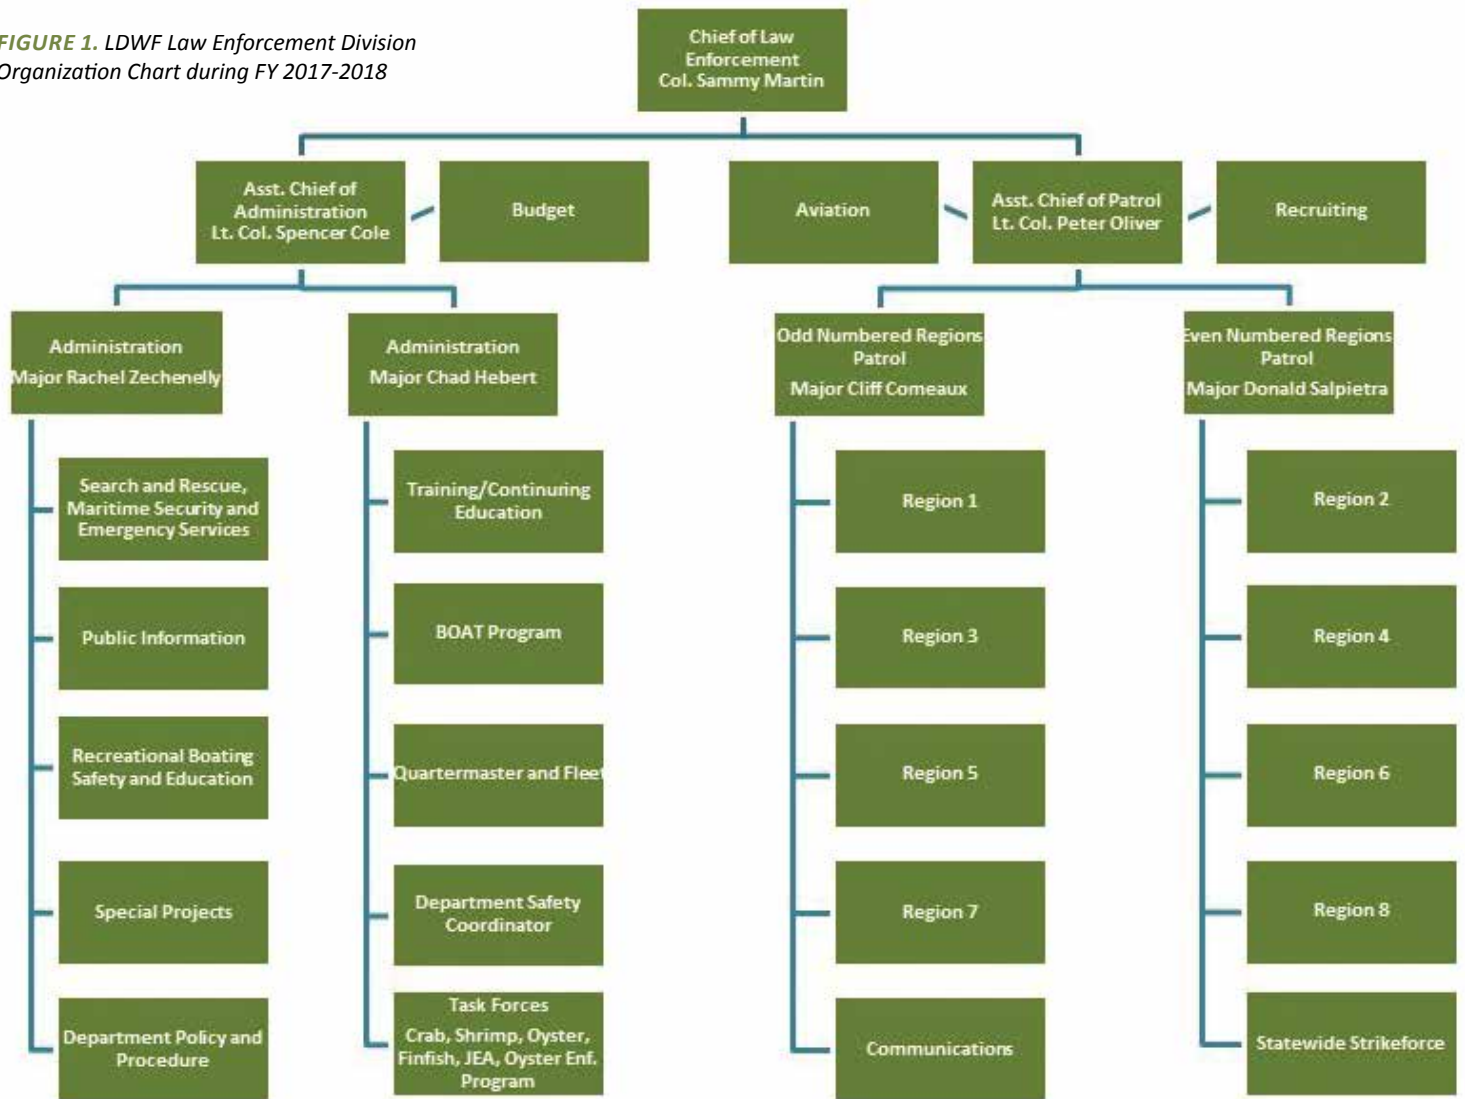 FIGURE 1. LDWF Law Enforcement Division
Organization Chart during FY 2017-2018
Chief of Law
Enforcement
Col. Sammy Martin
Asst. Chief of
Administration
Lt. Col. Spencer Cole
Budget
Aviation
Asst. Chief of Patrol
Lt. Col. Peter Oliver
Recruiting
Administration
Major Rachel Zechenelly
Administration
Major Chad Hebert
Odd Numbered Regions
Patrol
Major Cliff Comeaux
Even Numbered Regions
Patrol
Major Donald Salpietra
Search and Rescue,
Maritime Security and
Emergency Services
Public Information
Recreational Boating
Safety and Education
Special Projects
Department Policy and
Procedure
Training/Continuring
Education
BOAT Program
Quartermaster and Fleet
Department Safety
Coordinator
Task Forces
Crab, Shrimp, Oyster,
Finfish, JEA, Oyster Enf.
Program
Region 1
Region 3
Region 5
Region 7
Communications
Region 2
Region 4
Region 6
Region 8
Statewide Strikeforce